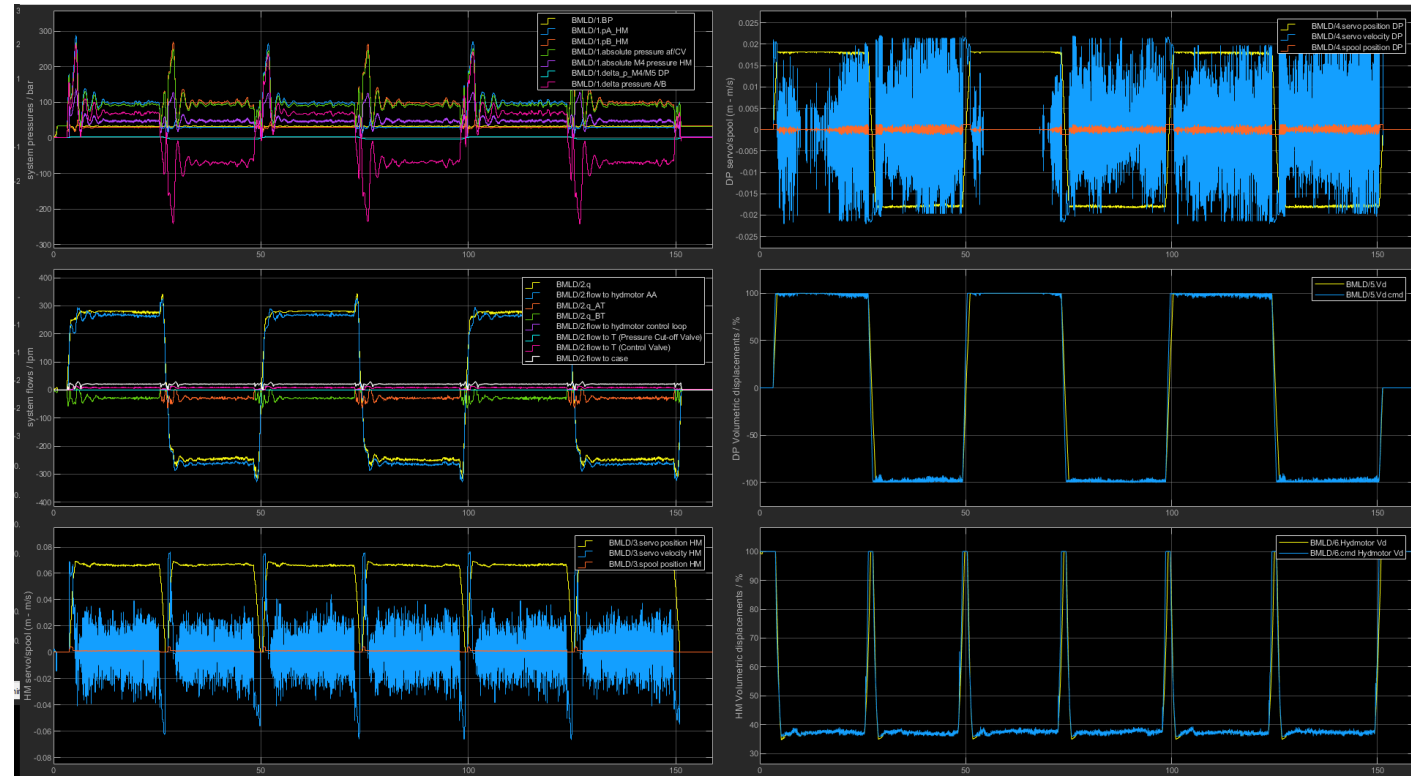 300
200
100
0
-100
-200
-300
0
50
100
150
system pressures / bar
BMLD/1.BP
BMLD/1.pA_HM
BMLD/1.pB_HM
BMLD/1.absolute pressure af/CV
BMLD/1.absolute M4 pressure HM
BMLD/1.delta_p_M4/M5 DP
BMLD/1.delta pressure A/B
0.025
0.02
0.015
0.01
0.005
0
-0.005
-0.01
-0.015
-0.02
-0.025
0
50
100
150
DP servo/spool (m - m/s)
BMLD/4.servo position DP
BMLD/4.servo velocity DP
BMLD/4.spool position DP
400
300
200
100
0
-100
-200
-300
-400
0
50
100
150
system flows / lpm
BMLD/2.q
BMLD/2.flow to hydmotor AA
BMLD/2.q_AT
BMLD/2.q_BT
BMLD/2.flow to hydmotor control loop
BMLD/2.flow to T (Pressure Cut-off Valve)
BMLD/2.flow to T (Control Valve)
BMLD/2.flow to case
100
50
0
-50
-100
0
50
100
150
DP Volumetric displacements / %
BMLD/5.Vd
BMLD/5.Vd cmd
0.08
0.06
0.04
0.02
0
-0.02
-0.04
-0.06
-0.08
0
50
100
150
HM servo/spool (m - m/s)
BMLD/3.servo position HM
BMLD/3.servo velocity HM
BMLD/3.spool position HM
100
90
80
70
60
50
40
30
0
50
100
150
HM Volumetric displacements / %
BMLD/6.Hydmotor Vd
BMLD/6.cmd Hydmotor Vd